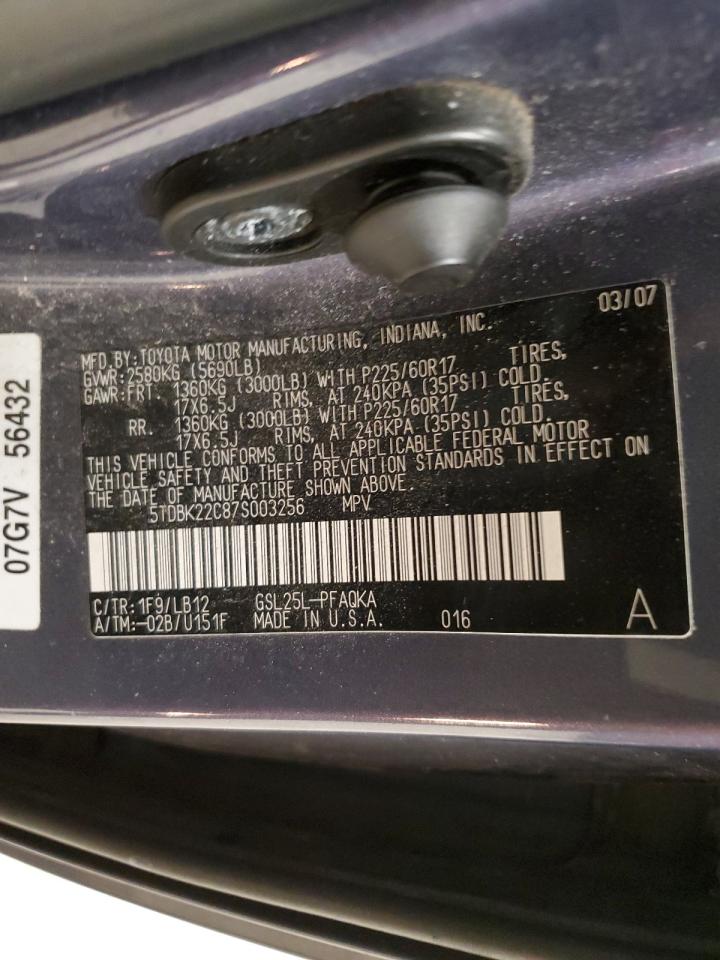 03/07
MFD.BY:TOYOTA MOTOR MANUFACTURING, INDIANA, INC.
GVWR:2580KG (5690LB)
GAWR:FRT. 1360KG (3000LB) WITH P225/60R17 TIRES,
17X6.5J RIMS, AT 240KPA (35PSI) COLD.
RR. 1360KG (3000LB) WITH P225/60R17 TIRES,
17X6.5J RIMS, AT 240KPA (35PSI) COLD.
THIS VEHICLE CONFORMS TO ALL APPLICABLE FEDERAL MOTOR
VEHICLE SAFETY AND THEFT PREVENTION STANDARDS IN EFFECT ON
THE DATE OF MANUFACTURE SHOWN ABOVE.
5TDBK22C87S003256 MPV
C/TR:1F9/LB12 GSL25L-PFAQKA
A/TM:-02B/U151F MADE IN U.S.A. 016 A
07G7V 56432